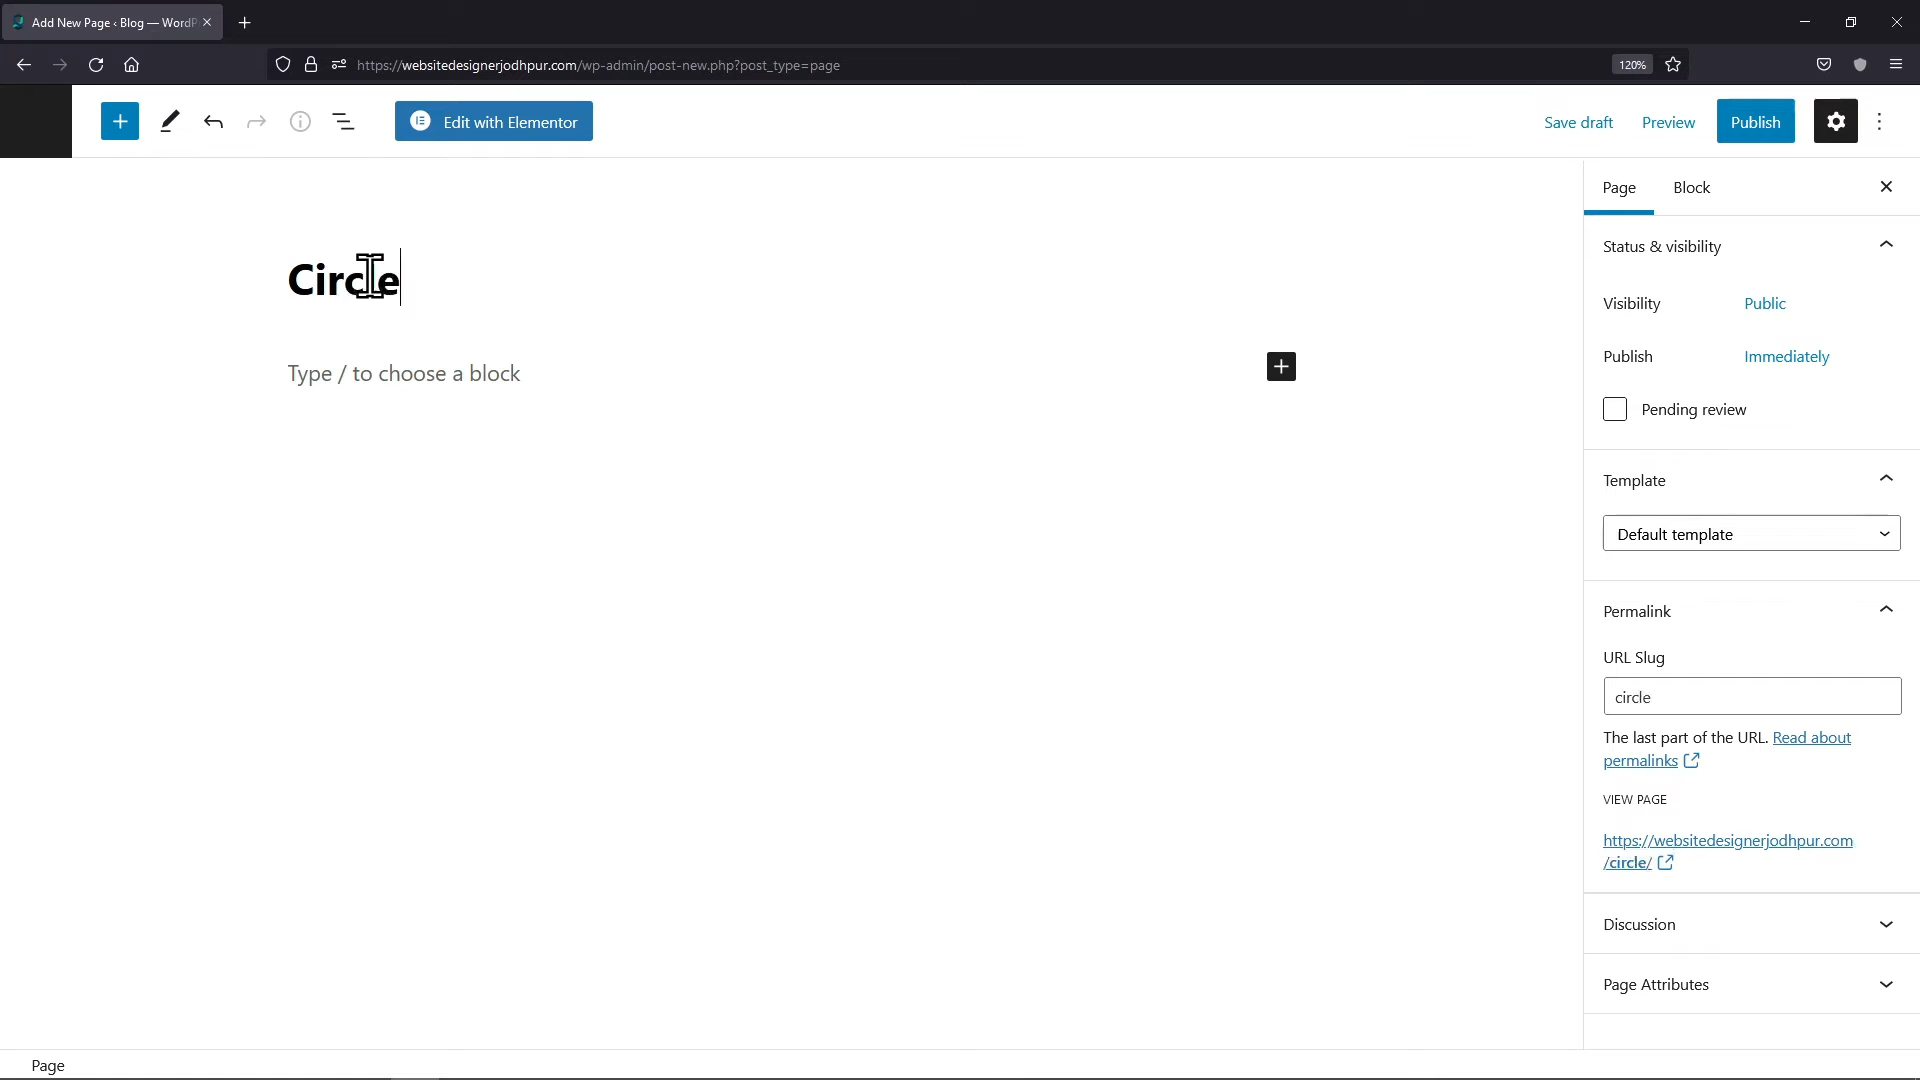 Add New Page ‹ Blog — WordP
https://websitedesignerjodhpur.com/wp-admin/post-new.php?post_type=page
120%
Edit with Elementor
Save draft
Preview
Publish
Page
Block
Circle
Type / to choose a block
Status & visibility
Visibility
Public
Publish
Immediately
Pending review
Template
Default template
Permalink
URL Slug
circle
The last part of the URL. Read about
permalinks
VIEW PAGE
https://websitedesignerjodhpur.com
/circle/
Discussion
Page Attributes
Page